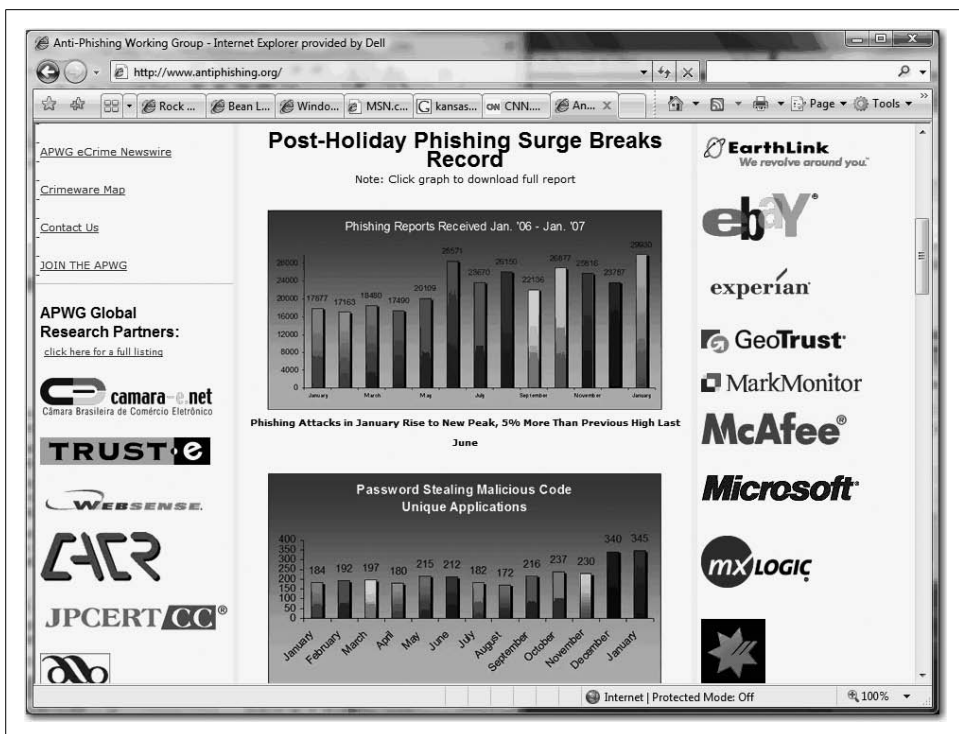 Anti-Phishing Working Group - Internet Explorer provided by Dell
http://www.antiphishing.org/
Rock ... Bean L... Windo... MSN.c... kansas... CNN.... An... Page Tools
APWG eCrime Newswire
Crimeware Map
Contact Us
JOIN THE APWG
APWG Global
Research Partners:
click here for a full listing
camara-e.net
Câmara Brasileira de Comércio Eletrônico
TRUST e
WEBSENSE.
CACR
JPCERT CC®
Post-Holiday Phishing Surge Breaks
Record
Note: Click graph to download full report
Phishing Reports Received Jan. '06 - Jan. '07
28000
24000
20000
16000
12000
8000
4000
0
17877 17163 18480 17490 20109 28571 23670 26150 22136 26877 25816 23787 29930
January March May July September November January
Phishing Attacks in January Rise to New Peak, 5% More Than Previous High Last
June
Password Stealing Malicious Code
Unique Applications
400
350
300
250
200
150
100
50
0
184 192 197 180 215 212 182 172 216 237 230 340 345
January February March April May June July August September October November December January
EarthLink
We revolve around you.™
ebaY®
experian
GeoTrust
MarkMonitor
McAfee®
Microsoft
mx LOGIC
Internet | Protected Mode: Off
100%